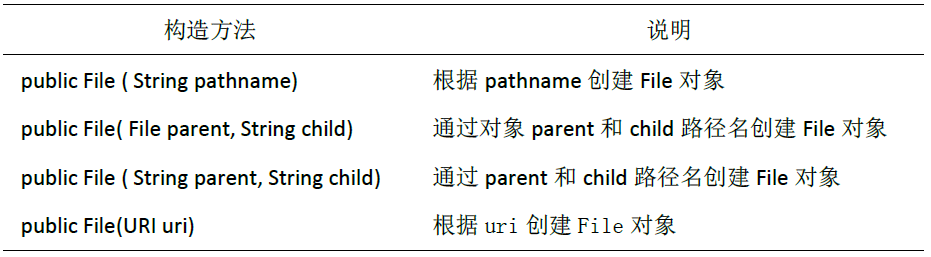 构造方法 说明
public File ( String pathname) 根据 pathname 创建 File 对象
public File( File parent, String child) 通过对象 parent 和 child 路径名创建 File 对象
public File ( String parent, String child) 通过 parent 和 child 路径名创建 File 对象
public File(URI uri) 根据 uri 创建 File 对象